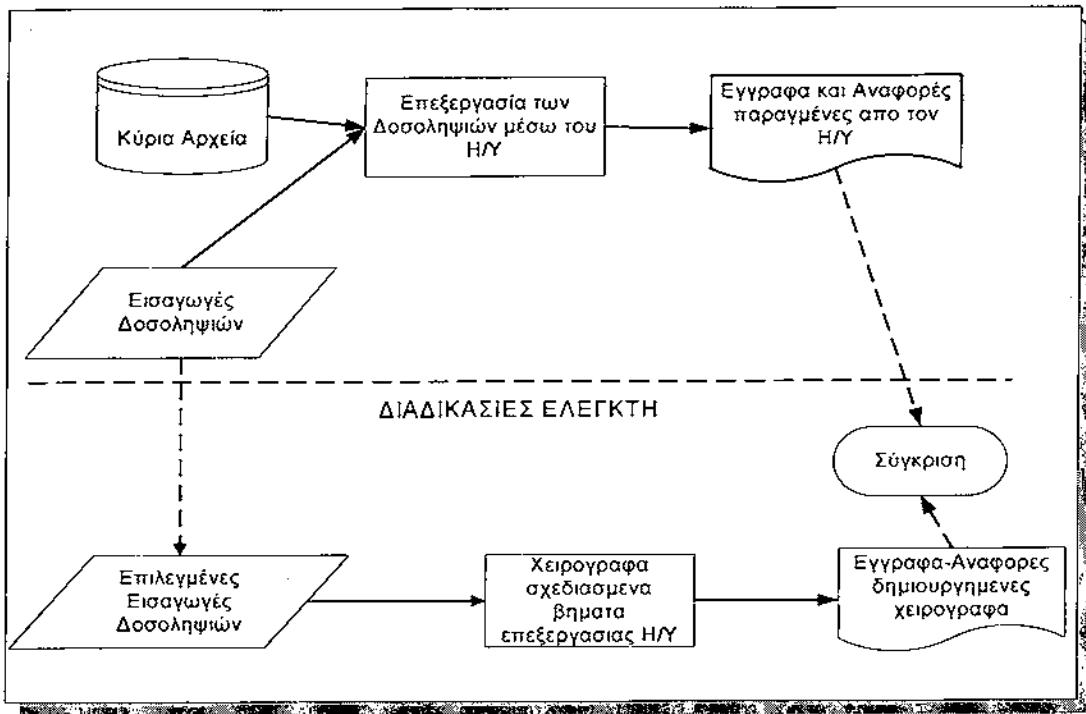 Κύρια Αρχεία
Επεξεργασία των
Δοσοληψιών μέσω του
Η/Υ
Εγγραφα και Αναφορές
παραγμένες απο τον
Η/Υ
Εισαγωγές
Δοσοληψιών
ΔΙΑΔΙΚΑΣΙΕΣ ΕΛΕΓΚΤΗ
Σύγκριση
Επιλεγμένες
Εισαγωγές
Δοσοληψιών
Χειρογραφα
σχεδιασμενα
βηματα
επεξεργασιας Η/Υ
Εγγραφα-Αναφορες
δημιουργημενες
χειρογραφα